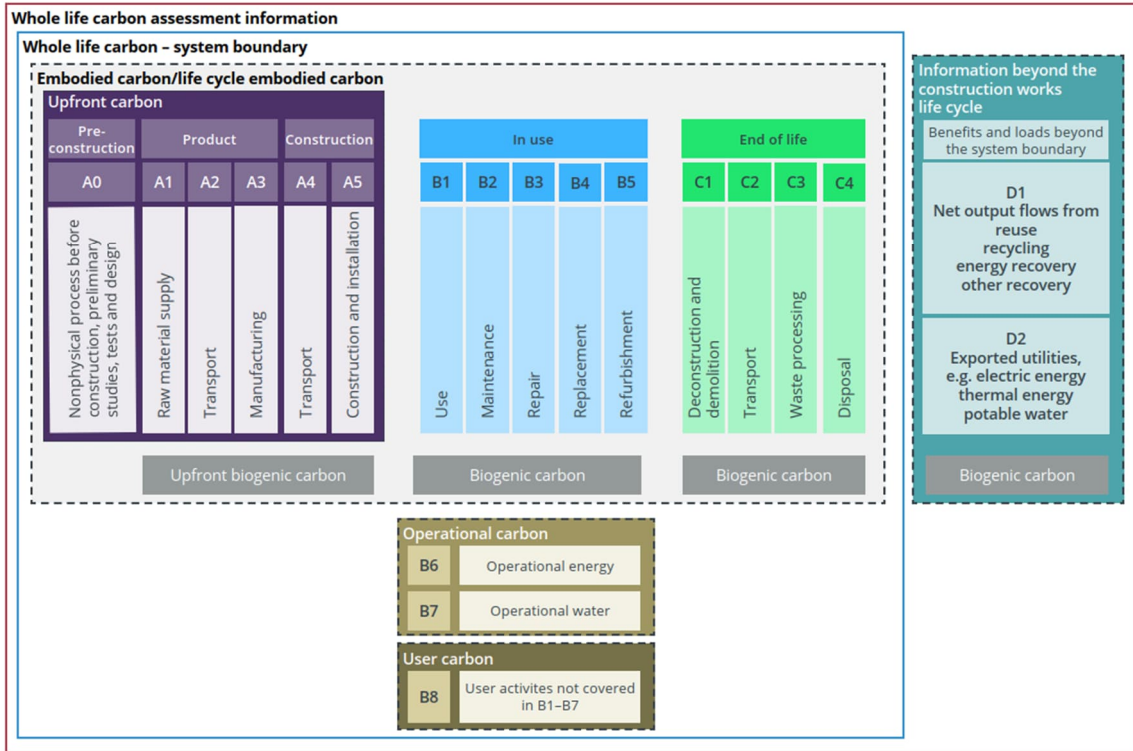 Whole life carbon assessment information
Whole life carbon – system boundary
Embodied carbon/life cycle embodied carbon
Upfront carbon
Pre-
construction
Product
Construction
A0
A1
A2
A3
A4
A5
Nonphysical process before
construction, preliminary
studies, tests and design
Raw material supply
Transport
Manufacturing
Transport
Construction and installation
Upfront biogenic carbon
In use
B1
B2
B3
B4
B5
Use
Maintenance
Repair
Replacement
Refurbishment
Biogenic carbon
End of life
C1
C2
C3
C4
Deconstruction and
demolition
Transport
Waste processing
Disposal
Biogenic carbon
Operational carbon
B6
Operational energy
B7
Operational water
User carbon
B8
User activites not covered
in B1–B7
Information beyond the
construction works
life cycle
Benefits and loads beyond
the system boundary
D1
Net output flows from
reuse
recycling
energy recovery
other recovery
D2
Exported utilities,
e.g. electric energy
thermal energy
potable water
Biogenic carbon